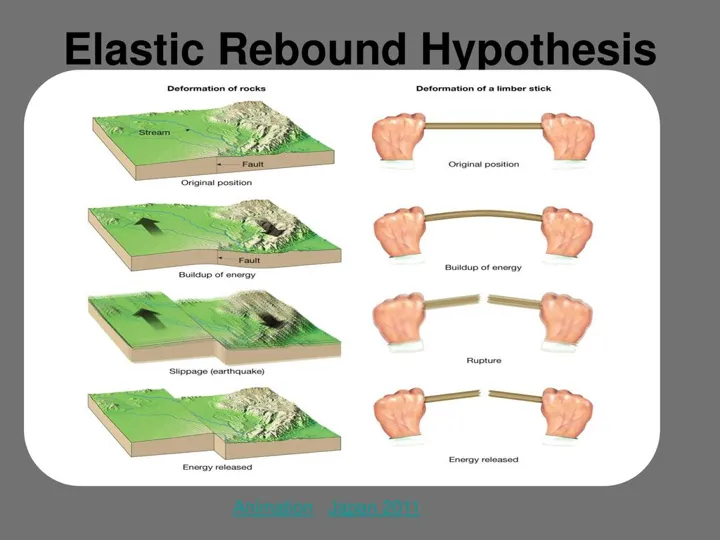 Elastic Rebound Hypothesis
Deformation of rocks
Stream
Fault
Original position
Buildup of energy
Fault
Slippage (earthquake)
Energy released
Deformation of a limber stick
Original position
Buildup of energy
Rupture
Energy released
Animation Japan 2011